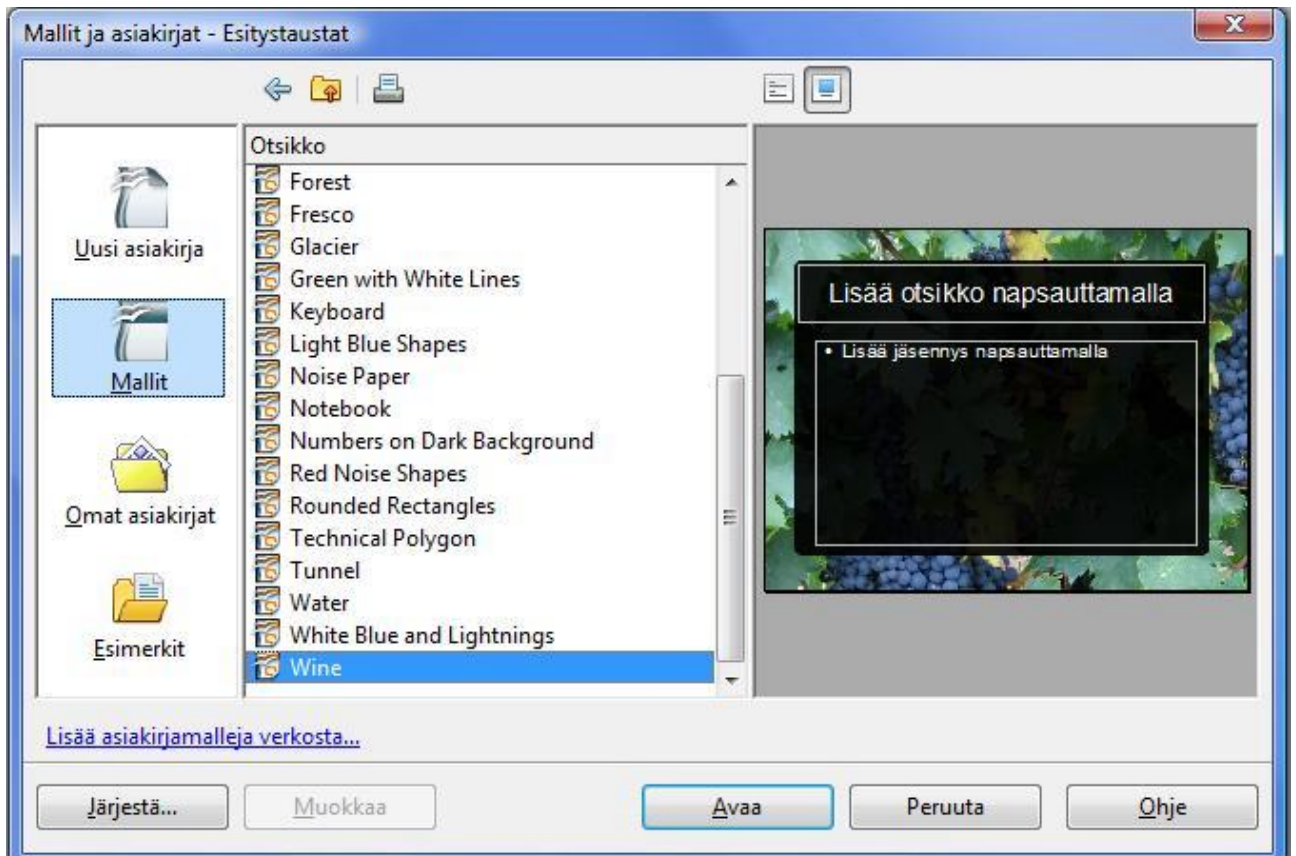 Mallit ja asiakirjat - Esitystaustat
Uusi asiakirja
Mallit
Omat asiakirjat
Esimerkit
Otsikko
Forest
Fresco
Glacier
Green with White Lines
Keyboard
Light Blue Shapes
Noise Paper
Notebook
Numbers on Dark Background
Red Noise Shapes
Rounded Rectangles
Technical Polygon
Tunnel
Water
White Blue and Lightnings
Wine
Lisää otsikko napsauttamalla
• Lisää jäsennys napsauttamalla
Lisää asiakirjamalleja verkosta...
Järjestä...
Muokkaa
Avaa
Peruuta
Ohje